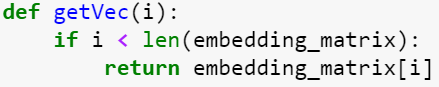 def getVec(i):
    if i < len(embedding_matrix):
        return embedding_matrix[i]